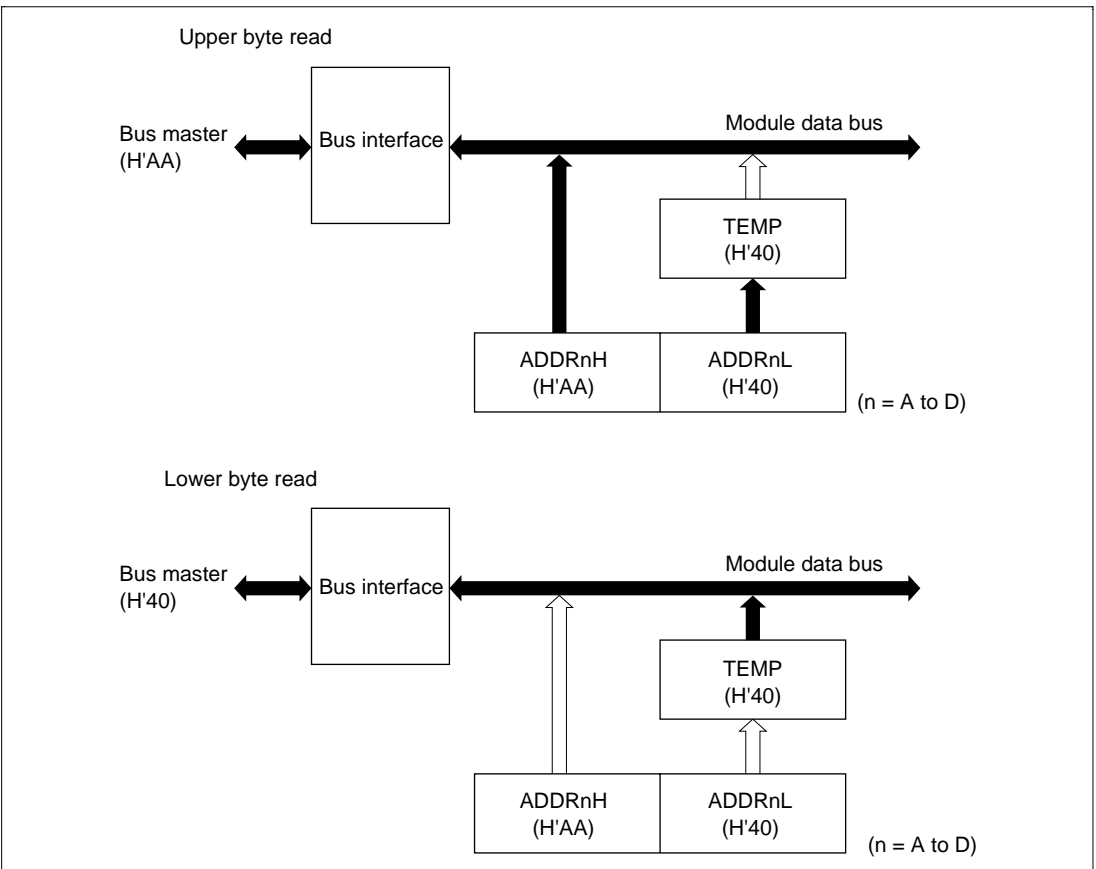 Upper byte read
Bus master
(H'AA)
Bus interface
Module data bus
TEMP
(H'40)
ADDRnH
(H'AA)
ADDRnL
(H'40)
(n = A to D)
Lower byte read
Bus master
(H'40)
Bus interface
Module data bus
TEMP
(H'40)
ADDRnH
(H'AA)
ADDRnL
(H'40)
(n = A to D)